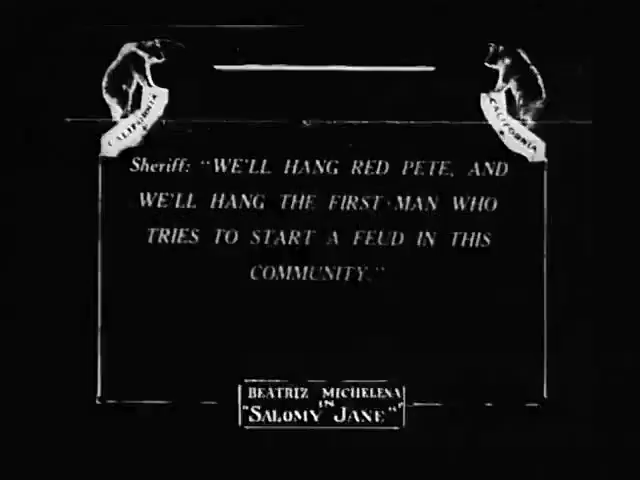 CALIFORNIA
CALIFORNIA
Sheriff: "WE'LL HANG RED PETE, AND
WE'LL HANG THE FIRST MAN WHO
TRIES TO START A FEUD IN THIS
COMMUNITY."
BEATRIZ MICHELENA
IN
"SALOMY JANE"